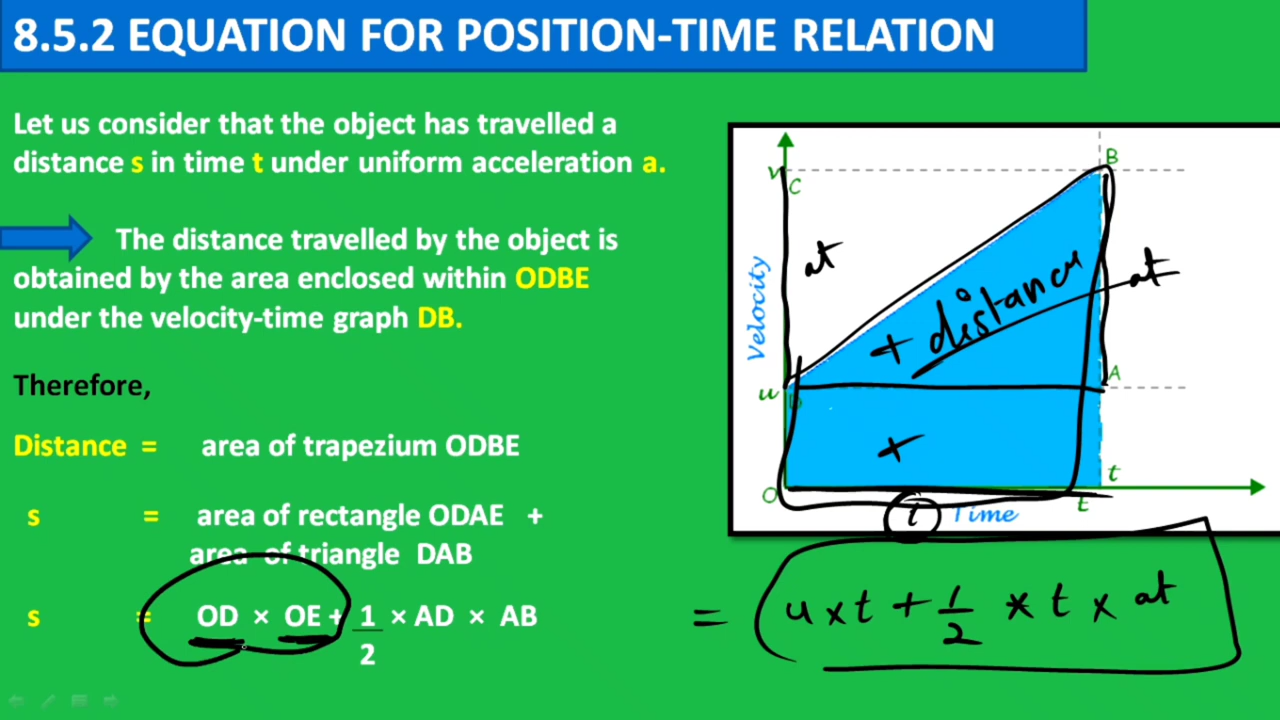 8.5.2 EQUATION FOR POSITION-TIME RELATION
Let us consider that the object has travelled a
distance s in time t under uniform acceleration a.
The distance travelled by the object is
obtained by the area enclosed within ODBE
under the velocity-time graph DB.
Therefore,
Distance = area of trapezium ODBE
s = area of rectangle ODAE +
area of triangle DAB
s = OD × OE + 1/2 × AD × AB
B
v
C
at
at
Velocity
+ distance
A
u
D
+
t
O
t
t Time
= u x t + 1/2 * t x at